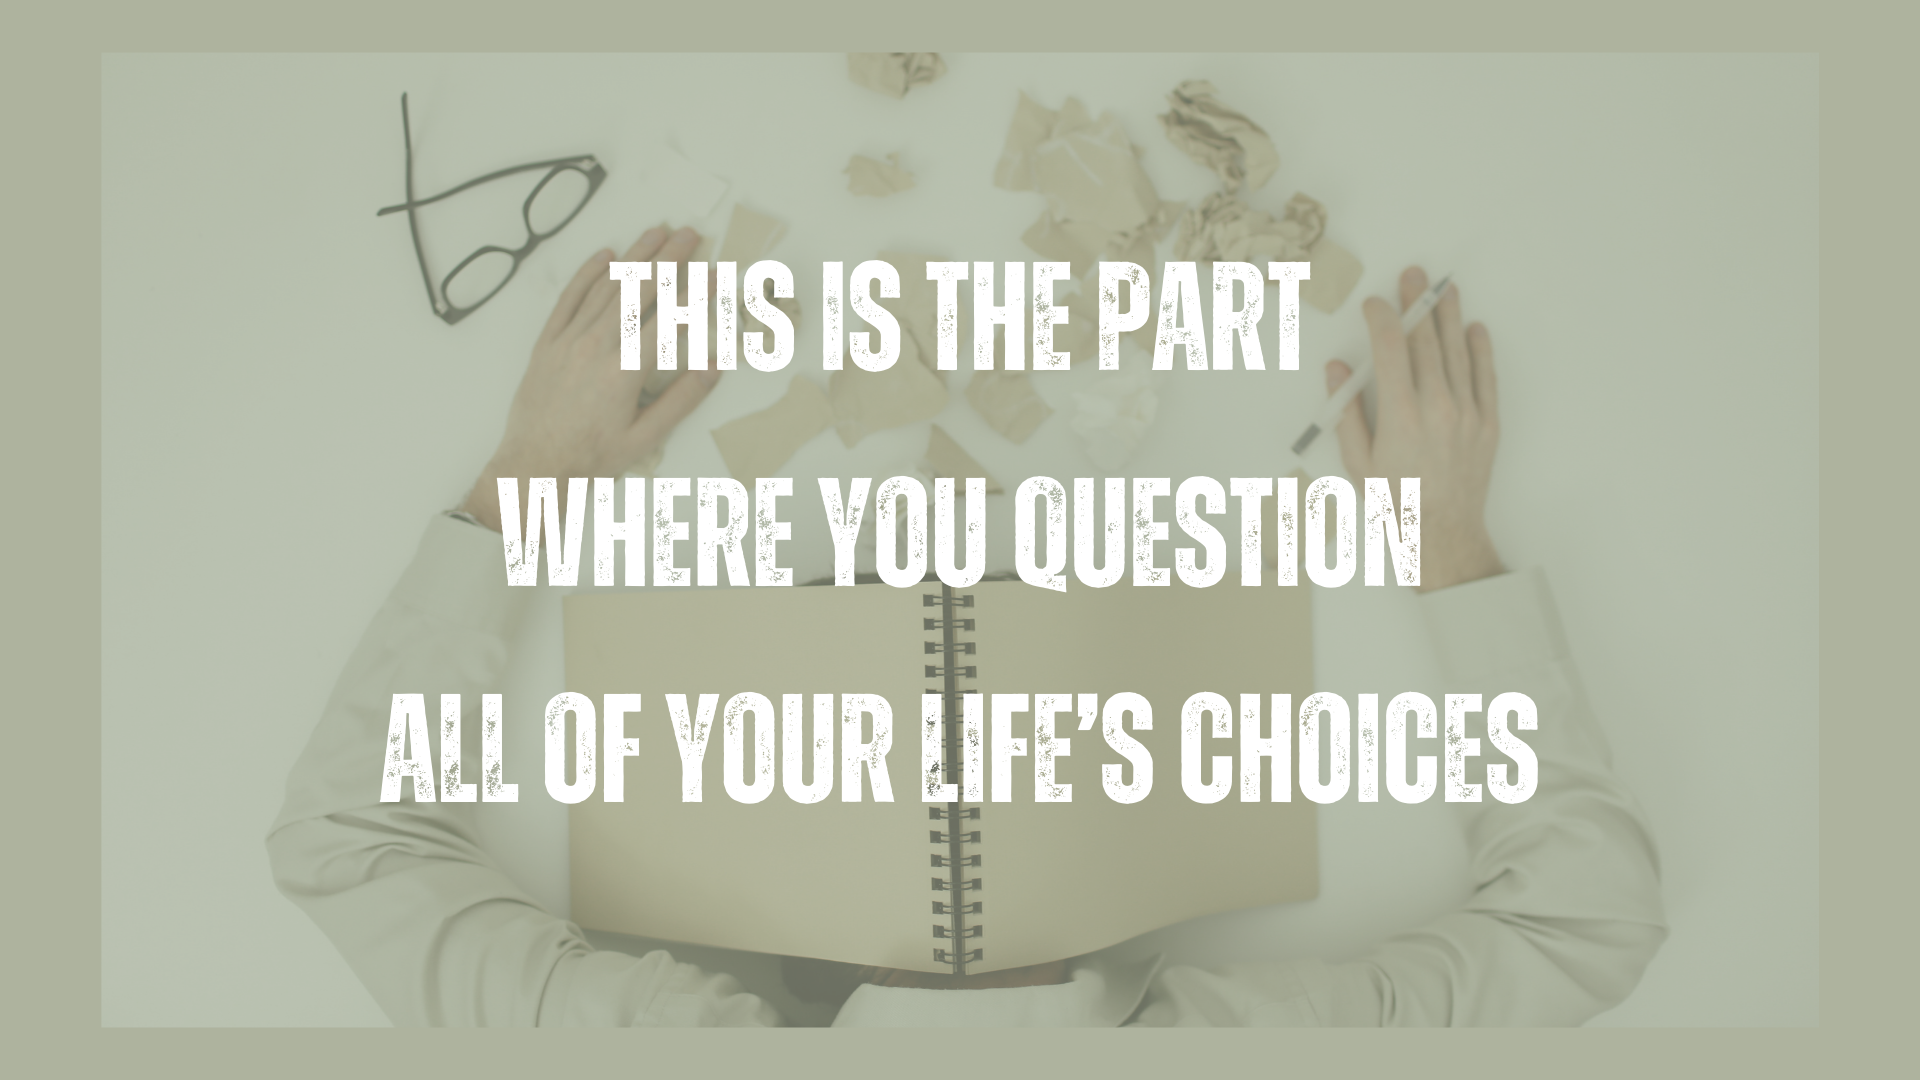 THIS IS THE PART
WHERE YOU QUESTION
ALL OF YOUR LIFE’S CHOICES